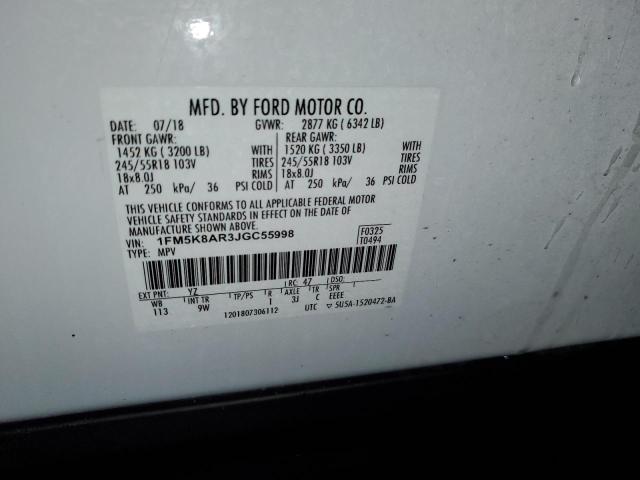 MFD. BY FORD MOTOR CO.
DATE: 07/18 GVWR: 2877 KG ( 6342 LB)
FRONT GAWR: REAR GAWR:
1452 KG ( 3200 LB) WITH 1520 KG ( 3350 LB) WITH
245/55R18 103V TIRES 245/55R18 103V TIRES
18x8.0J RIMS 18x8.0J RIMS
AT 250 kPa/ 36 PSI COLD AT 250 kPa/ 36 PSI COLD
THIS VEHICLE CONFORMS TO ALL APPLICABLE FEDERAL MOTOR
VEHICLE SAFETY STANDARDS IN EFFECT ON THE DATE OF
MANUFACTURE SHOWN ABOVE.
VIN: 1FM5K8AR3JGC55998 F0325
TYPE: MPV T0494
EXT PNT: YZ RC: 47 DSO:
WB INT TR TP/PS R AXLE TR SPR
113 9W I 3J C EEEE
1201807306112 UTC ▽ 5U5A-1520472-BA